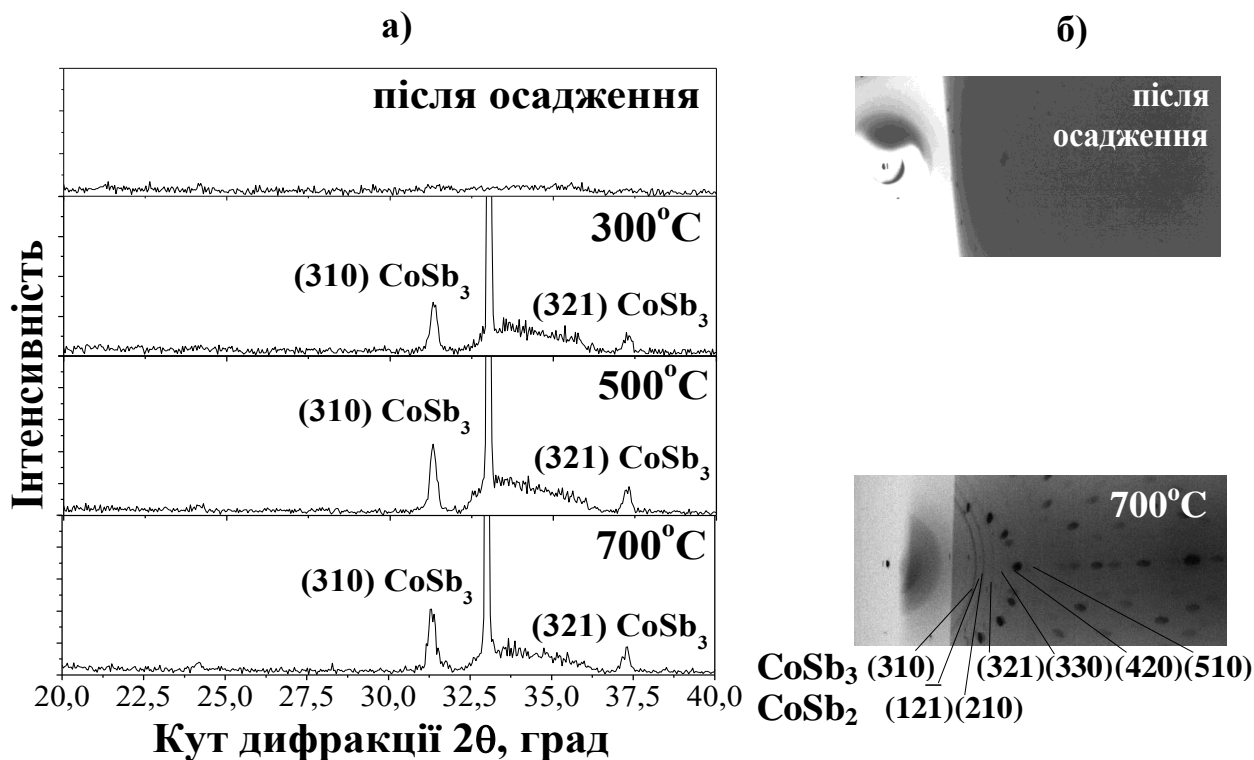 а)
б)
після осадження
300°C
(310) CoSb₃
(321) CoSb₃
500°C
(310) CoSb₃
(321) CoSb₃
700°C
(310) CoSb₃
(321) CoSb₃
20,0 22,5 25,0 27,5 30,0 32,5 35,0 37,5 40,0
Кут дифракції 2θ, град
Інтенсивність
після
осадження
700°C
CoSb₃ (310) (321)(330)(420)(510)
CoSb₂ (12̅1)(210)